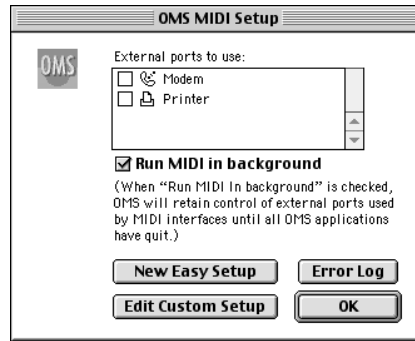 OMS MIDI Setup
OMS
External ports to use:
Modem
Printer
Run MIDI in background
(When “Run MIDI In background” is checked,
OMS will retain control of external ports used
by MIDI interfaces until all OMS applications
have quit.)
New Easy Setup
Error Log
Edit Custom Setup
OK